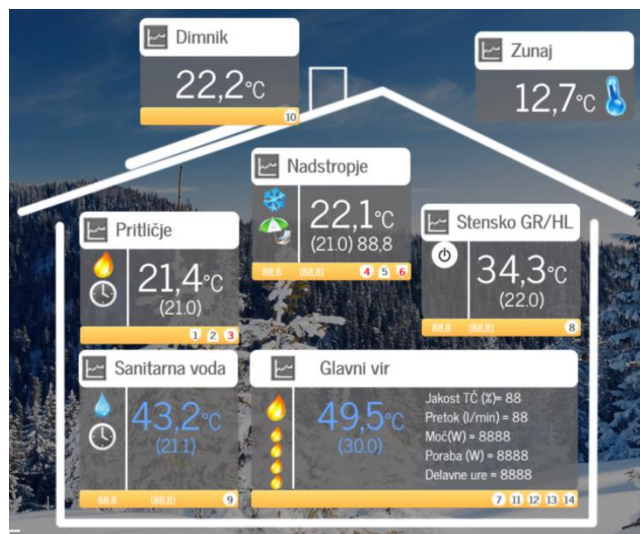 Dimnik
22,2°C
10
Zunaj
12,7°C
Nadstropje
22,1°C
(21.0) 88,8
88.8 (88.8) 4 5 6
Pritličje
21,4°C
(21.0)
1 2 3
Stensko GR/HL
34,3°C
(22.0)
88.8 (88.8) 8
Sanitarna voda
43,2°C
(21.1)
88.8 (88.8) 9
Glavni vir
49,5°C
(30.0)
Jakost TČ (%)= 88
Pretok (l/min) = 88
Moč(W) = 8888
Poraba (W) = 8888
Delavne ure = 8888
7 11 12 13 14